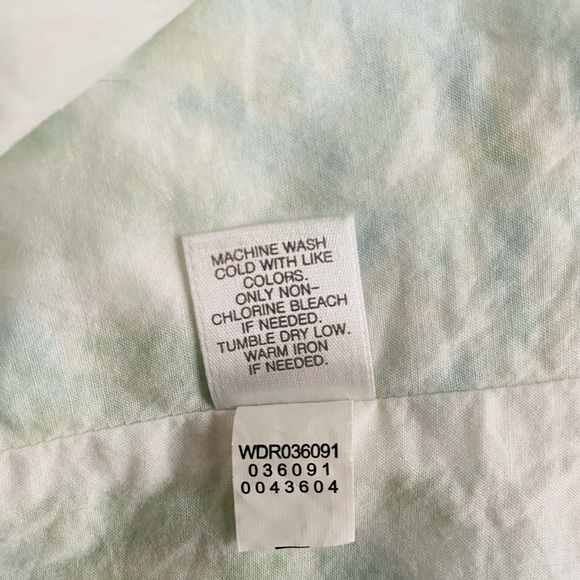 MACHINE WASH
COLD WITH LIKE
COLORS.
ONLY NON-
CHLORINE BLEACH
IF NEEDED.
TUMBLE DRY LOW.
WARM IRON
IF NEEDED.
WDR036091
036091
0043604